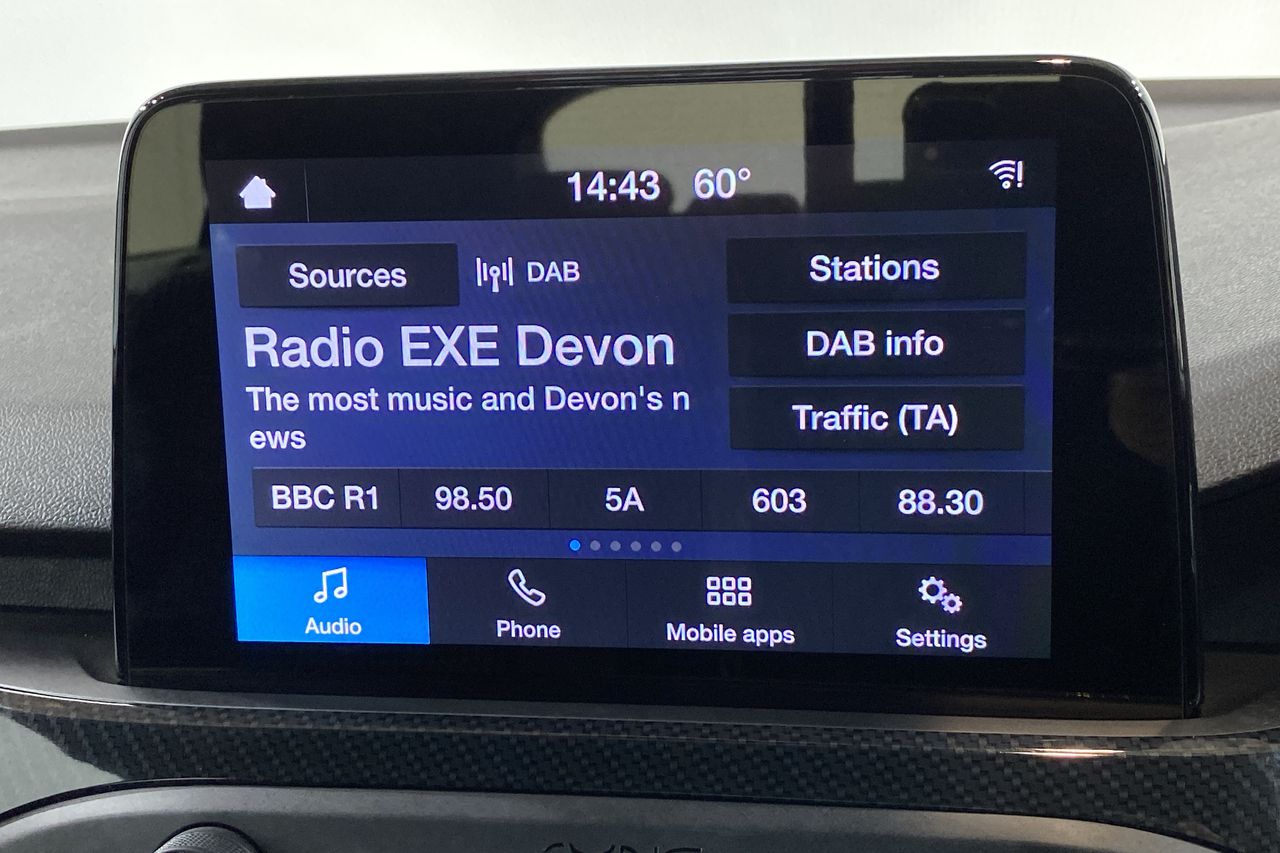 14:43 60°
Sources
DAB
Stations
Radio EXE Devon
DAB info
The most music and Devon's n
ews
Traffic (TA)
BBC R1 98.50 5A 603 88.30
Audio Phone Mobile apps Settings